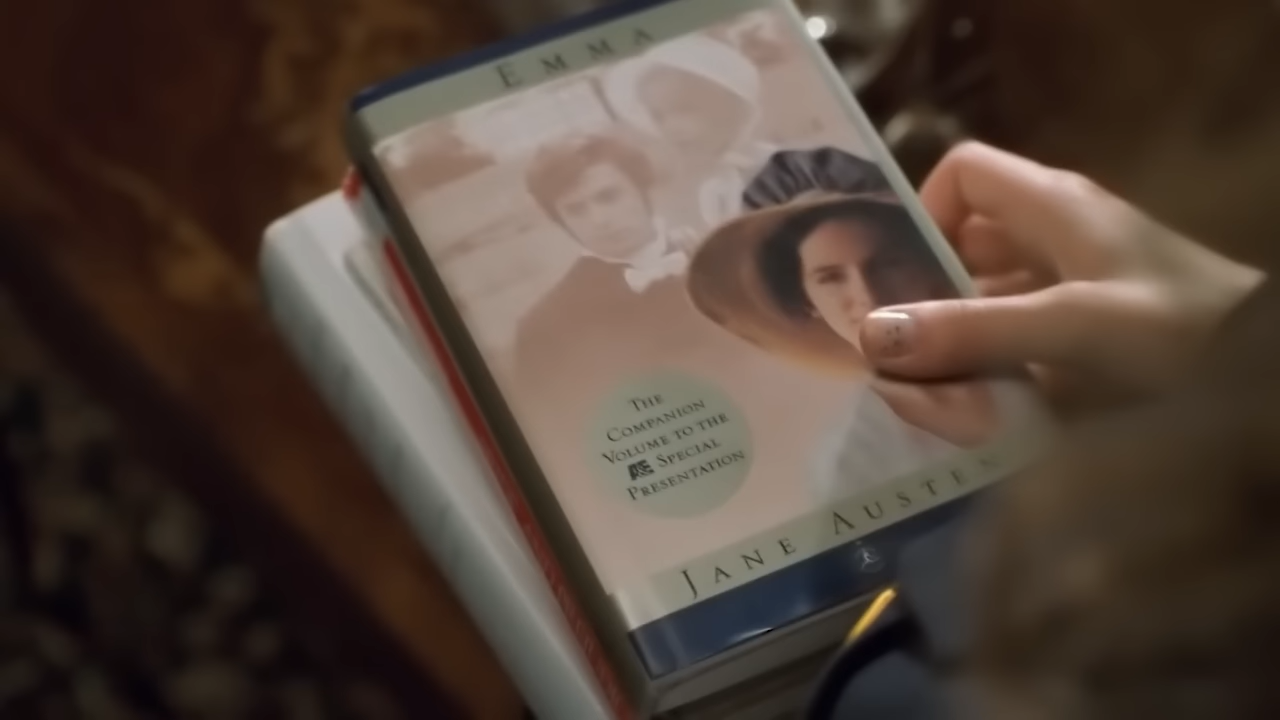 EMMA
THE
COMPANION
VOLUME TO THE
A&E SPECIAL
PRESENTATION
JANE AUSTEN